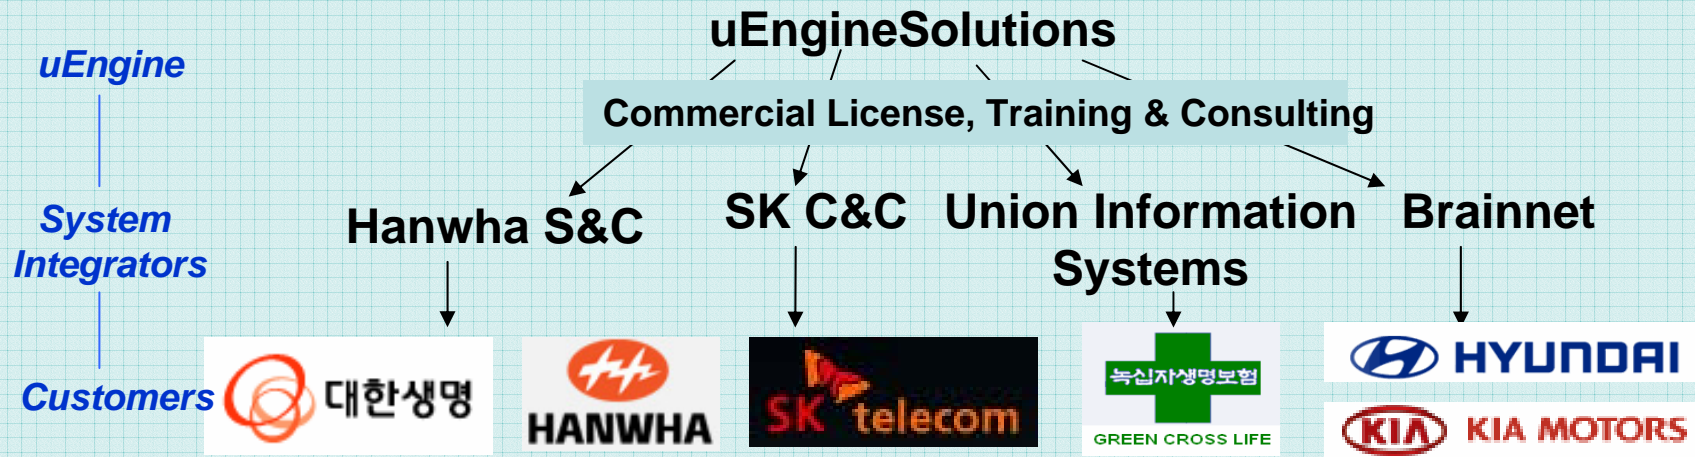 uEngineSolutions
uEngine
Commercial License, Training & Consulting
System
Integrators
Hanwha S&C
SK C&C
Union Information
Systems
Brainnet
Customers
대한생명
HANWHA
SK telecom
녹십자생명보험
GREEN CROSS LIFE
HYUNDAI
KIA KIA MOTORS